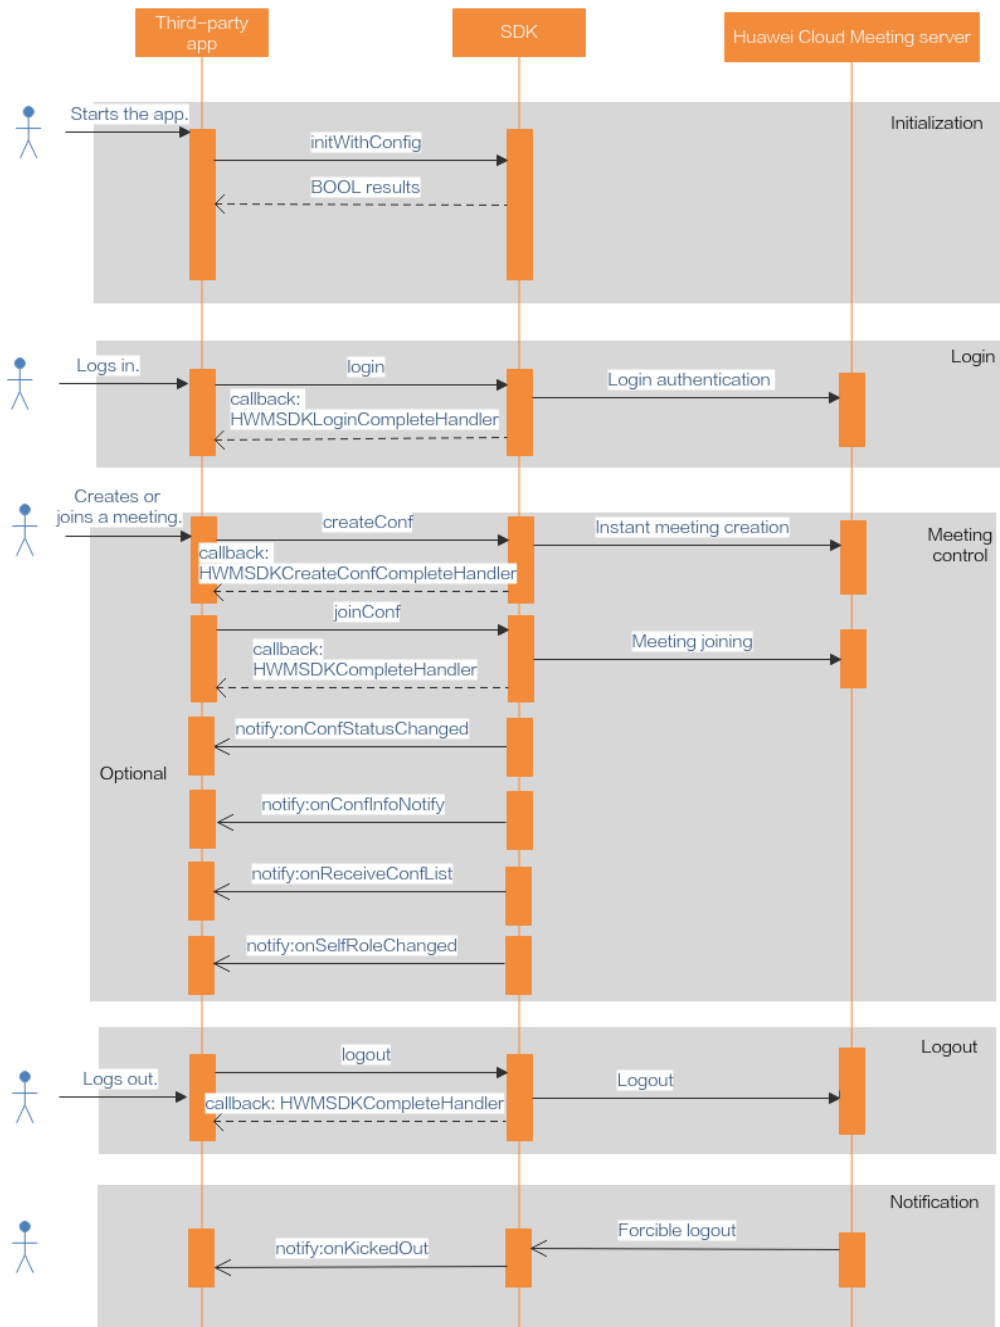 Third-party
app
SDK
Huawei Cloud Meeting server
Starts the app.
Initialization
initWithConfig
BOOL results
Login
Logs in.
login
Login authentication
callback:
HWMSDKLoginCompleteHandler
Creates or
joins a meeting.
createConf
Instant meeting creation
Meeting
control
callback:
HWMSDKCreateConfCompleteHandler
joinConf
Meeting joining
callback:
HWMSDKCompleteHandler
notify:onConfStatusChanged
Optional
notify:onConfInfoNotify
notify:onReceiveConfList
notify:onSelfRoleChanged
Logout
logout
Logs out.
Logout
callback: HWMSDKCompleteHandler
Notification
Forcible logout
notify:onKickedOut